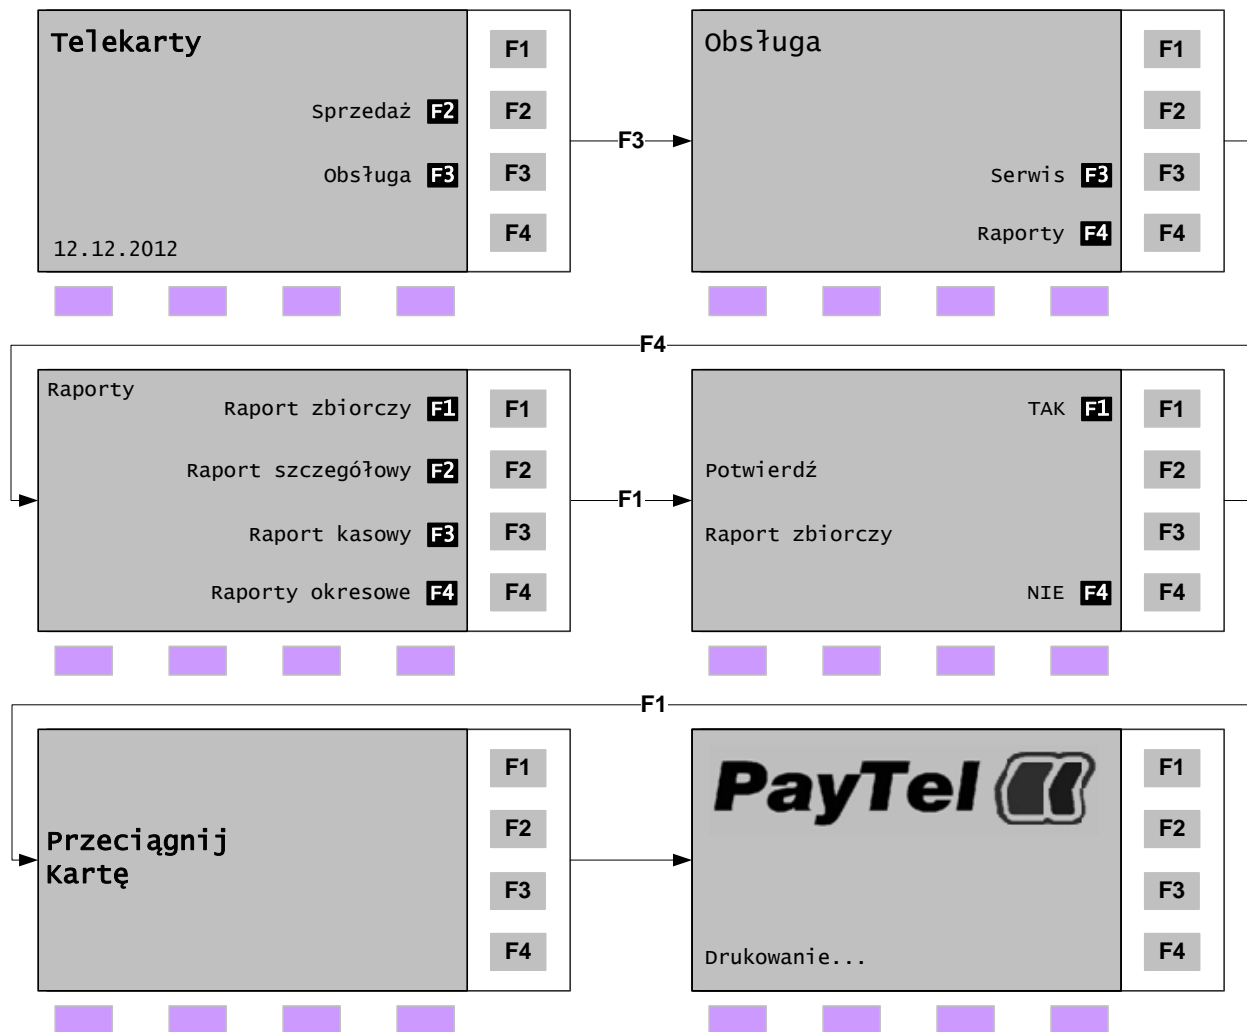 Telekarty
F1
Sprzedaż F2
F2
Obsługa F3
F3
12.12.2012
F4
F3
Obsługa
F1
F2
Serwis F3
F3
Raporty F4
F4
F4
Raporty
Raport zbiorczy F1
F1
Raport szczegółowy F2
F2
Raport kasowy F3
F3
Raporty okresowe F4
F4
F1
TAK F1
F1
Potwierdź
F2
Raport zbiorczy
F3
NIE F4
F4
F1
Przeciągnij
Kartę
F1
F2
F3
F4
PayTel
F1
F2
F3
Drukowanie...
F4